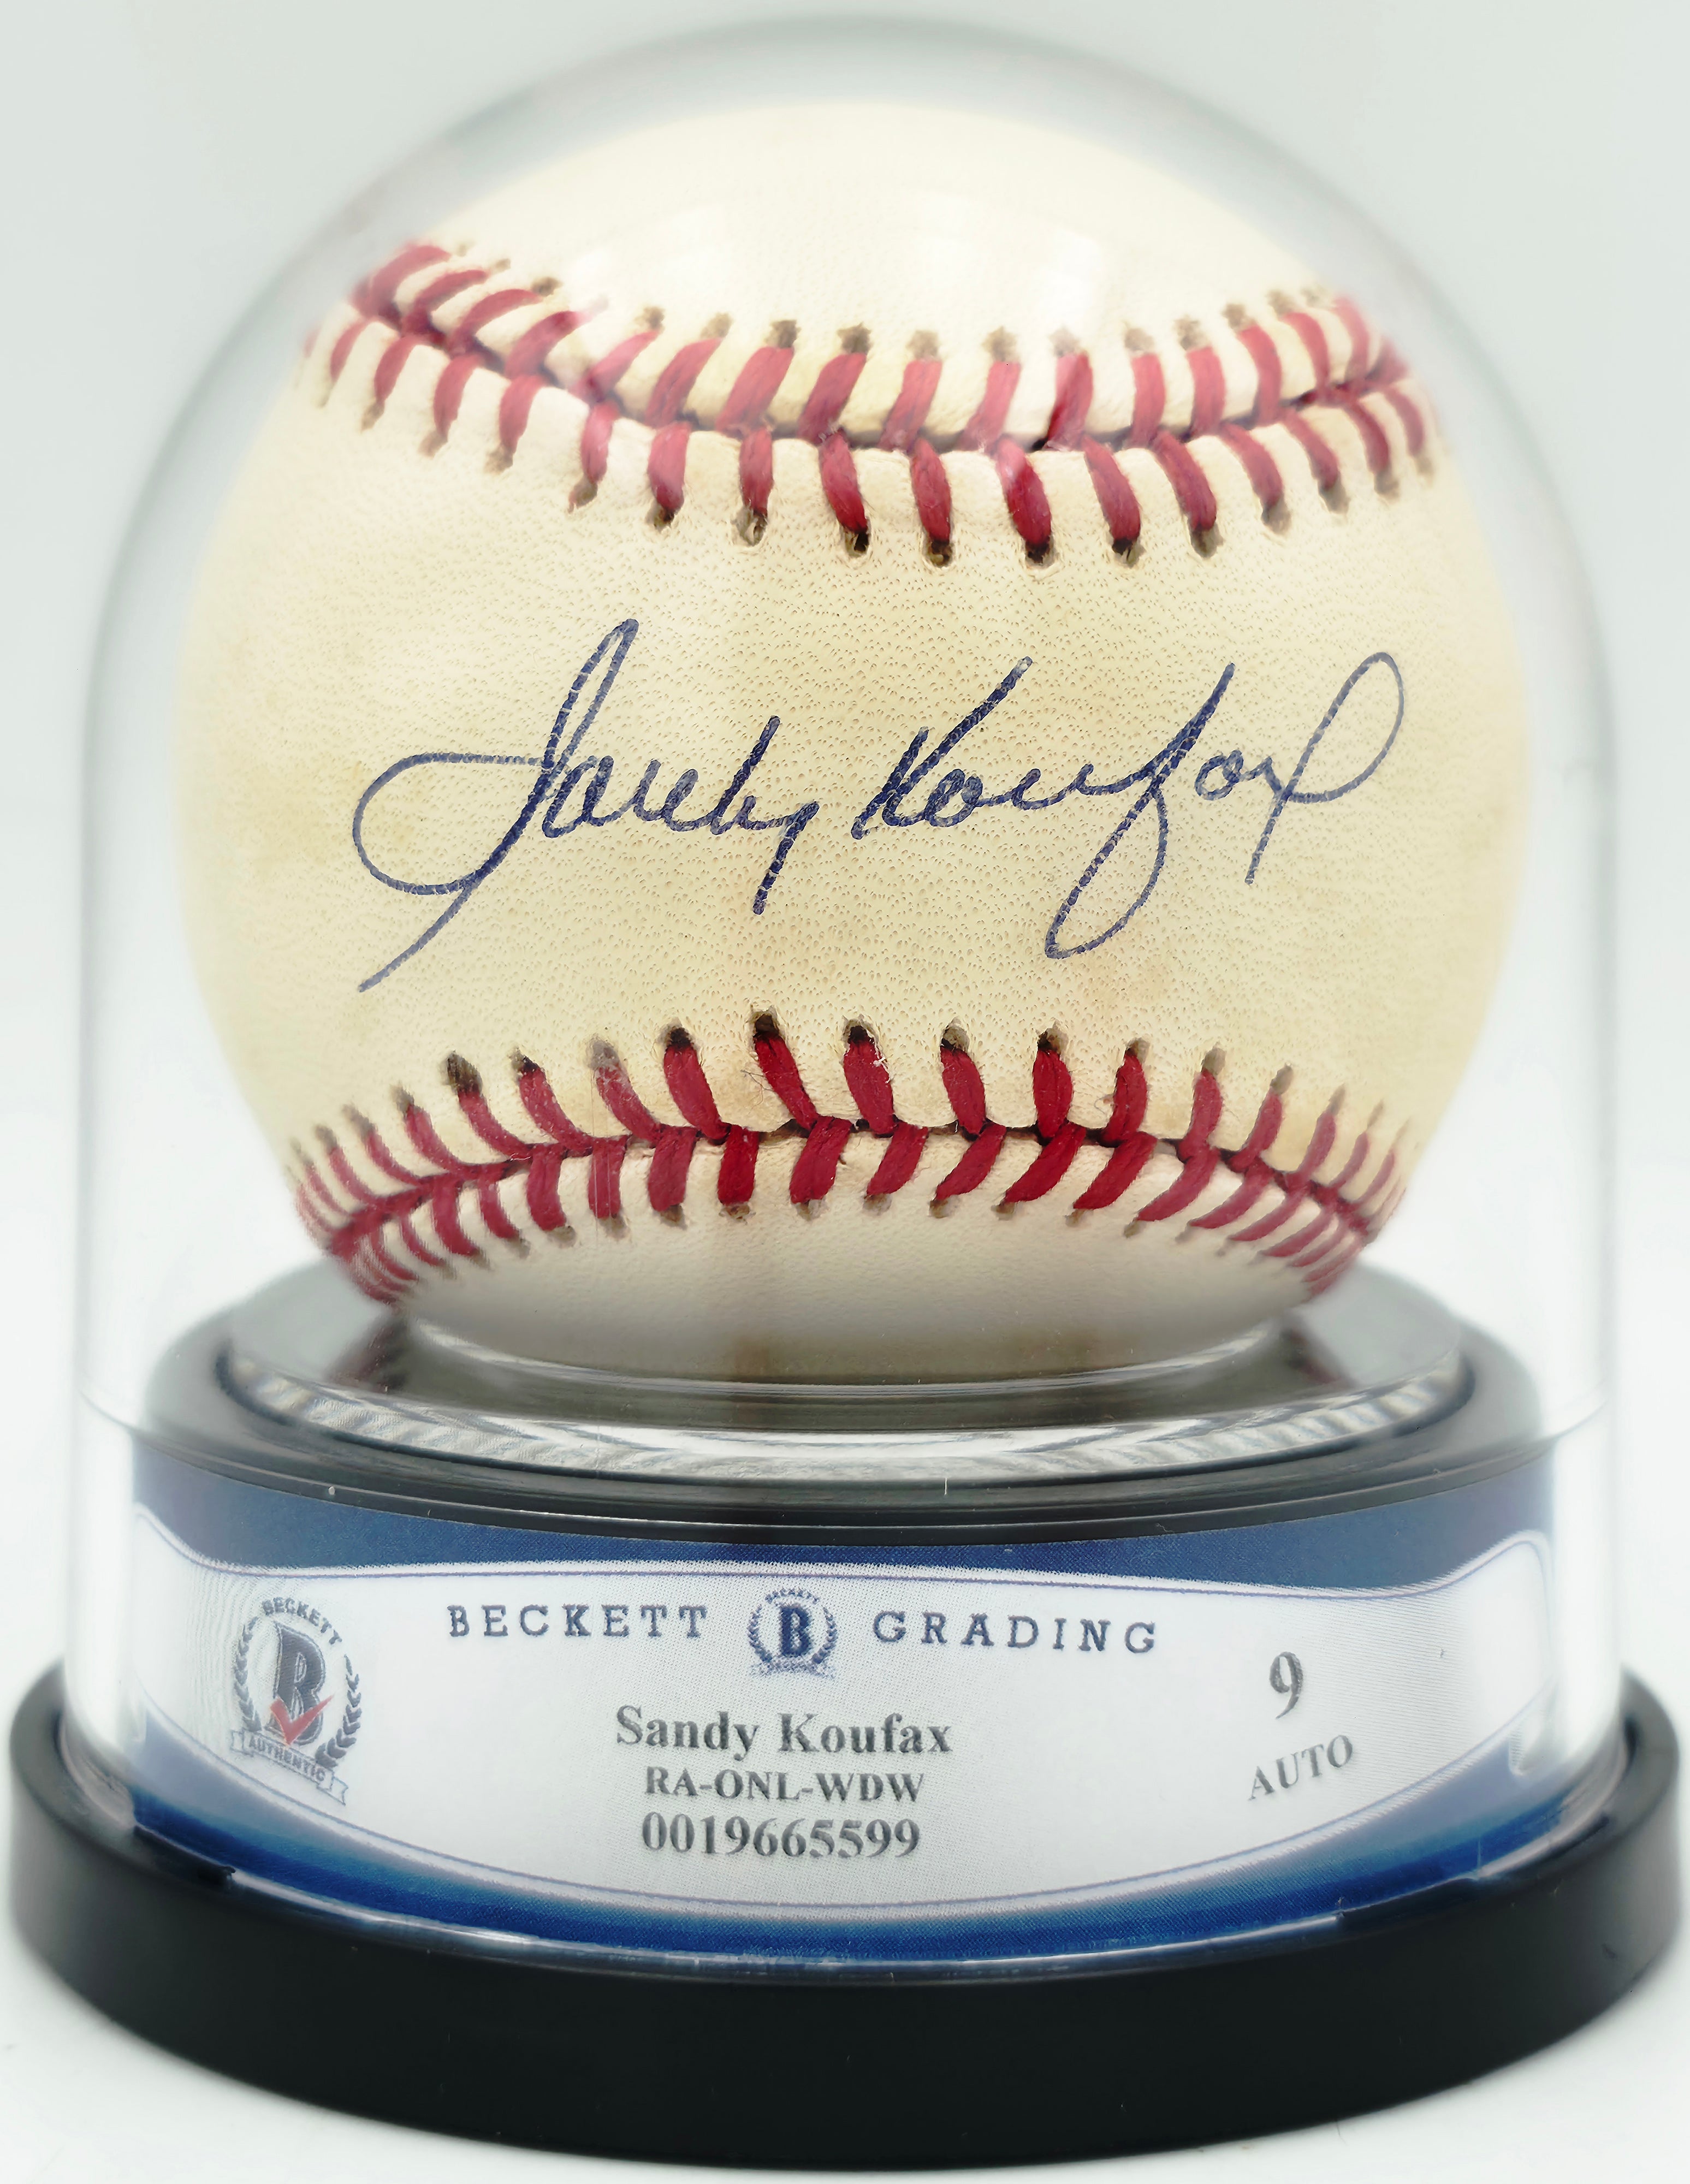 Sandy Koufax
BECKETT B GRADING
BECKETT
B
AUTHENTIC
Sandy Koufax
RA-ONL-WDW
0019665599
9
AUTO